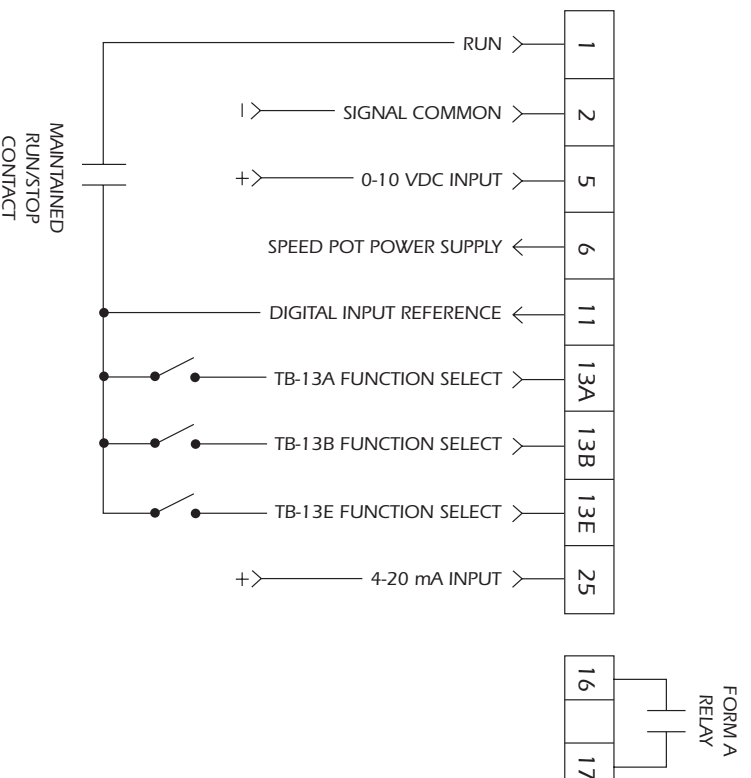 RUN
1
SIGNAL COMMON
2
0-10 VDC INPUT
5
SPEED POT POWER SUPPLY
6
DIGITAL INPUT REFERENCE
11
TB-13A FUNCTION SELECT
13A
TB-13B FUNCTION SELECT
13B
TB-13E FUNCTION SELECT
13E
4-20 mA INPUT
25
MAINTAINED
RUN/STOP
CONTACT
16
17
FORM A
RELAY